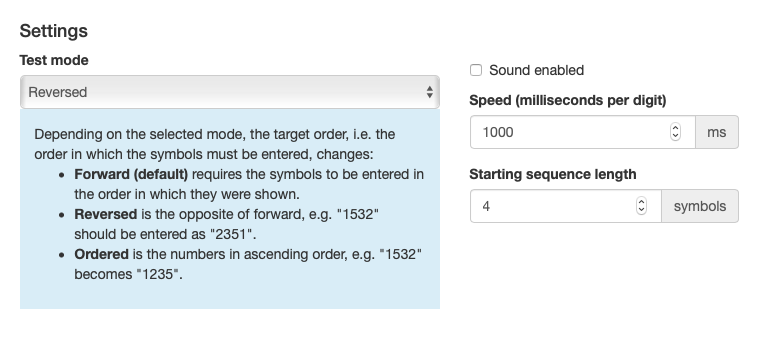 Settings
Test mode
Reversed
Depending on the selected mode, the target order, i.e. the
order in which the symbols must be entered, changes:
• Forward (default) requires the symbols to be entered in
the order in which they were shown.
• Reversed is the opposite of forward, e.g. "1532"
should be entered as "2351".
• Ordered is the numbers in ascending order, e.g. "1532"
becomes "1235".
Sound enabled
Speed (milliseconds per digit)
1000 ms
Starting sequence length
4 symbols